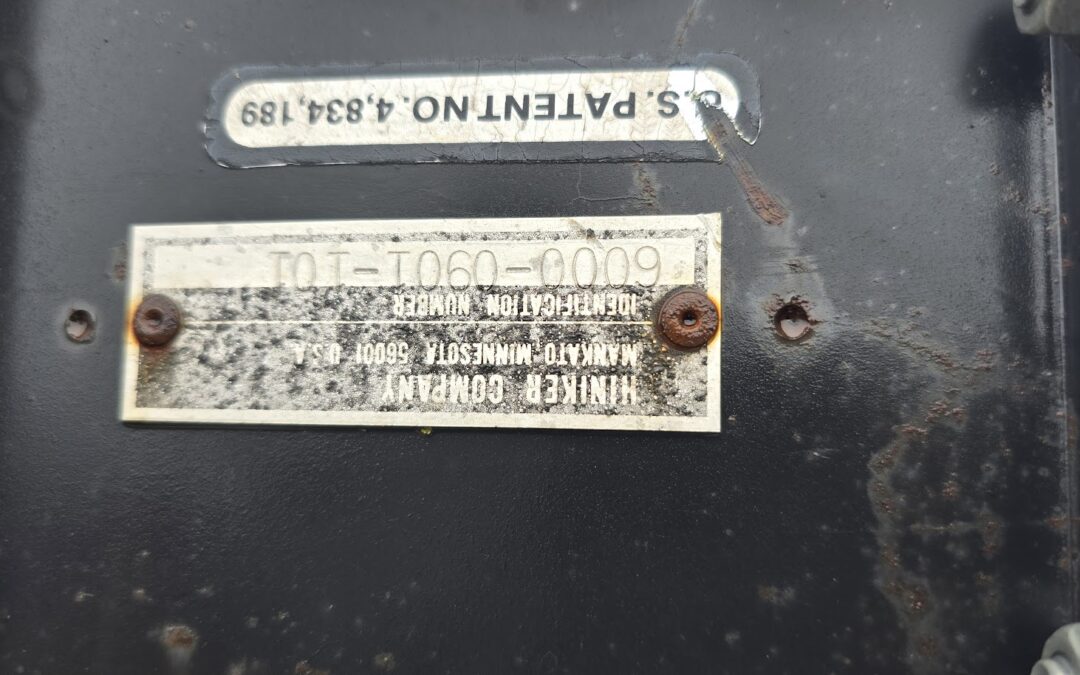 HINIKER COMPANY
MANKATO MINNESOTA 56001 U.S.A.
IDENTIFICATION NUMBER
6000-0901-101
U.S. PATENT NO. 4,834,189